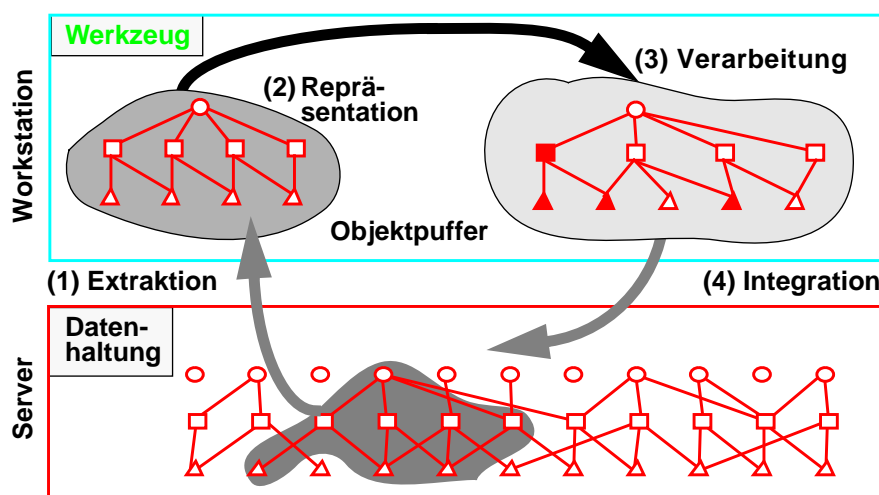 Werkzeug
(3) Verarbeitung
(2) Reprä-
sentation
Workstation
Objektpuffer
(1) Extraktion
(4) Integration
Daten-
haltung
Server